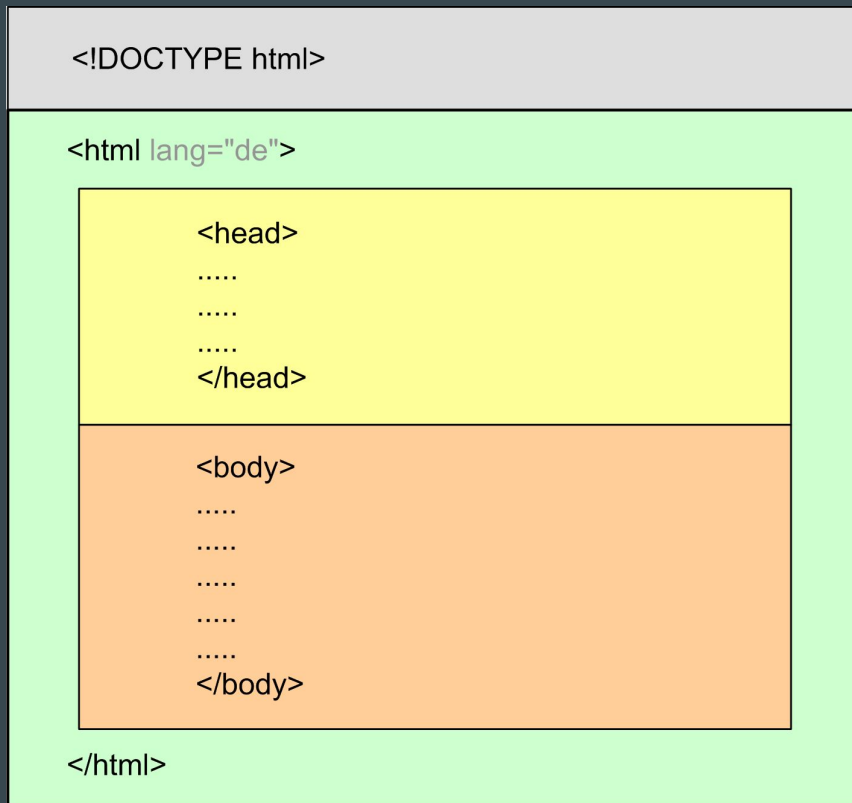 <!DOCTYPE html>
<html lang="de">
<head>
.....
.....
.....
</head>
<body>
.....
.....
.....
.....
.....
</body>
</html>